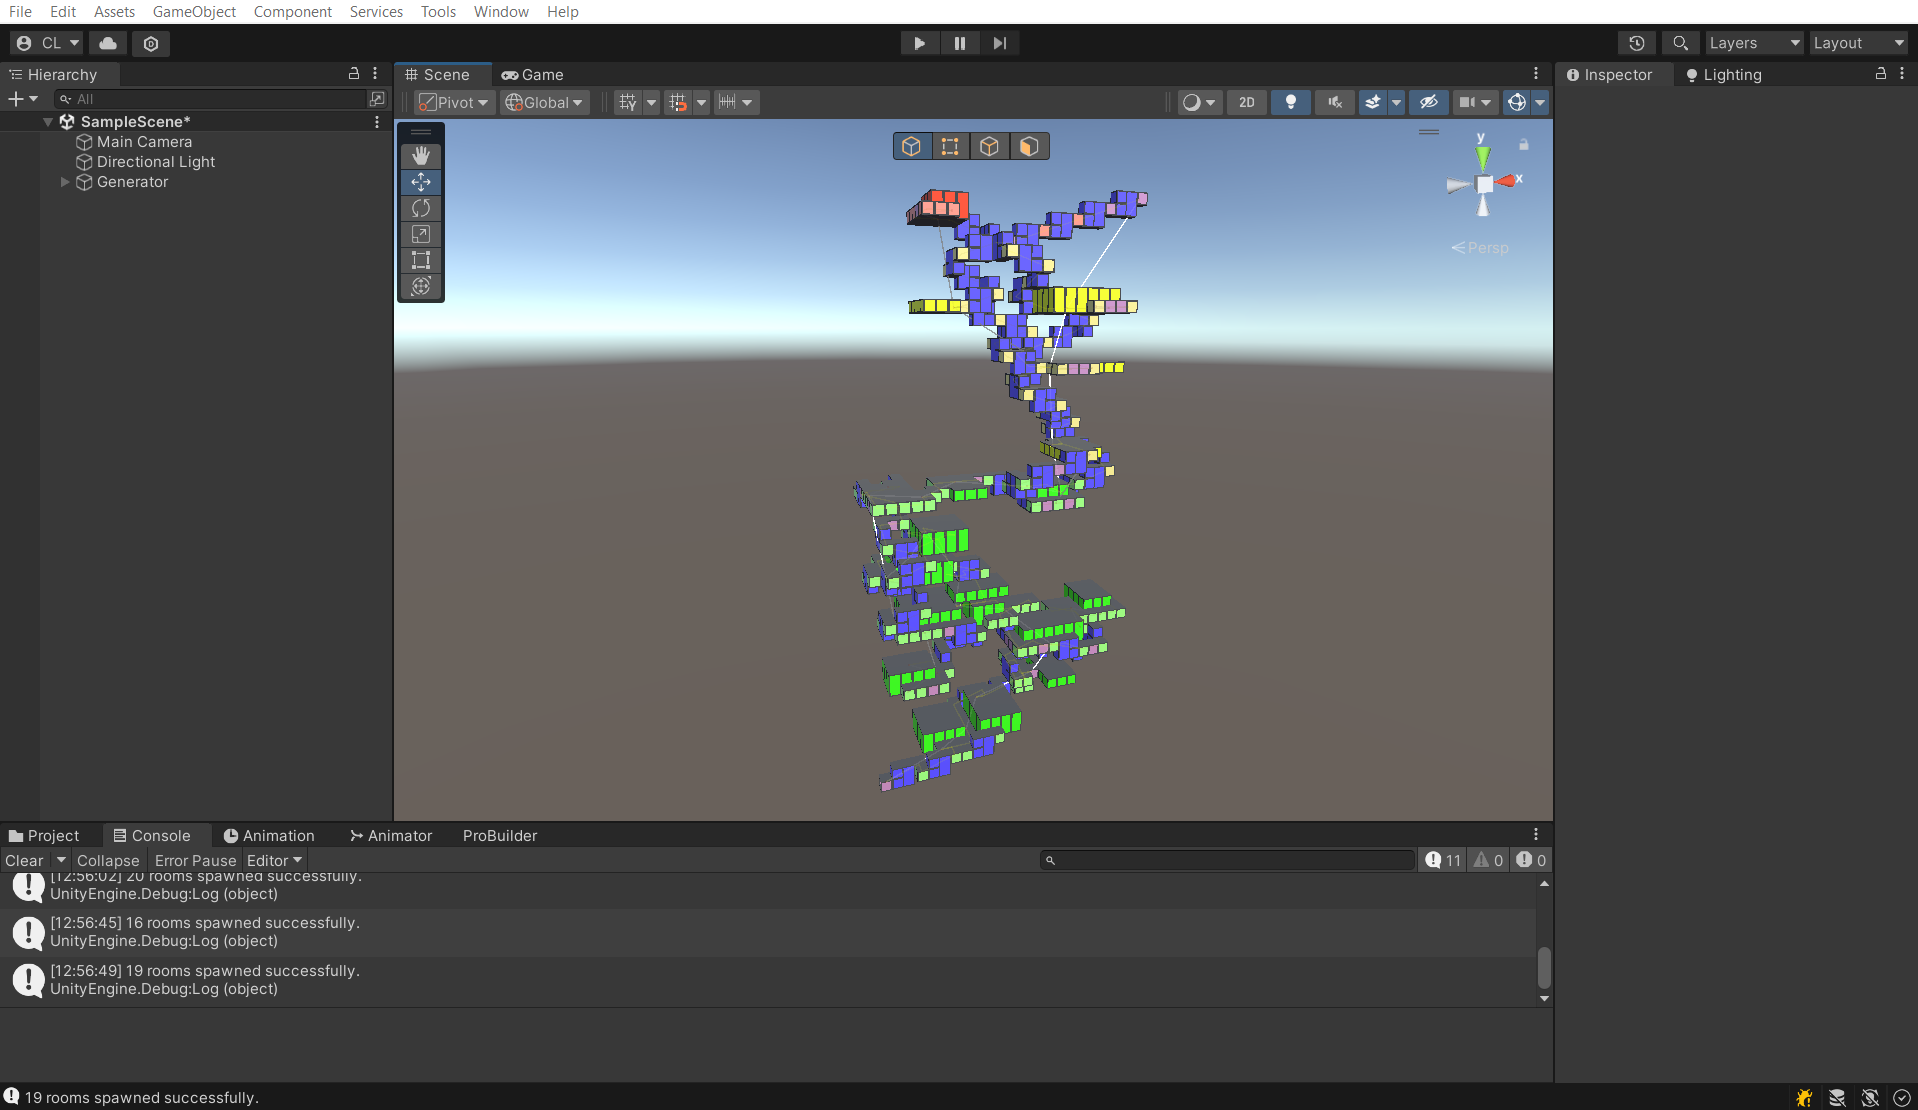 File Edit Assets GameObject Component Services Tools Window Help
CL Layers Layout
Hierarchy
All
SampleScene*
Main Camera
Directional Light
Generator
Scene Game
Pivot Global 2D
y
x
Persp
Inspector Lighting
Project Console Animation Animator ProBuilder
Clear Collapse Error Pause Editor 11 0 0
[12:56:02] 20 rooms spawned successfully.
UnityEngine.Debug:Log (object)
[12:56:45] 16 rooms spawned successfully.
UnityEngine.Debug:Log (object)
[12:56:49] 19 rooms spawned successfully.
UnityEngine.Debug:Log (object)
19 rooms spawned successfully.